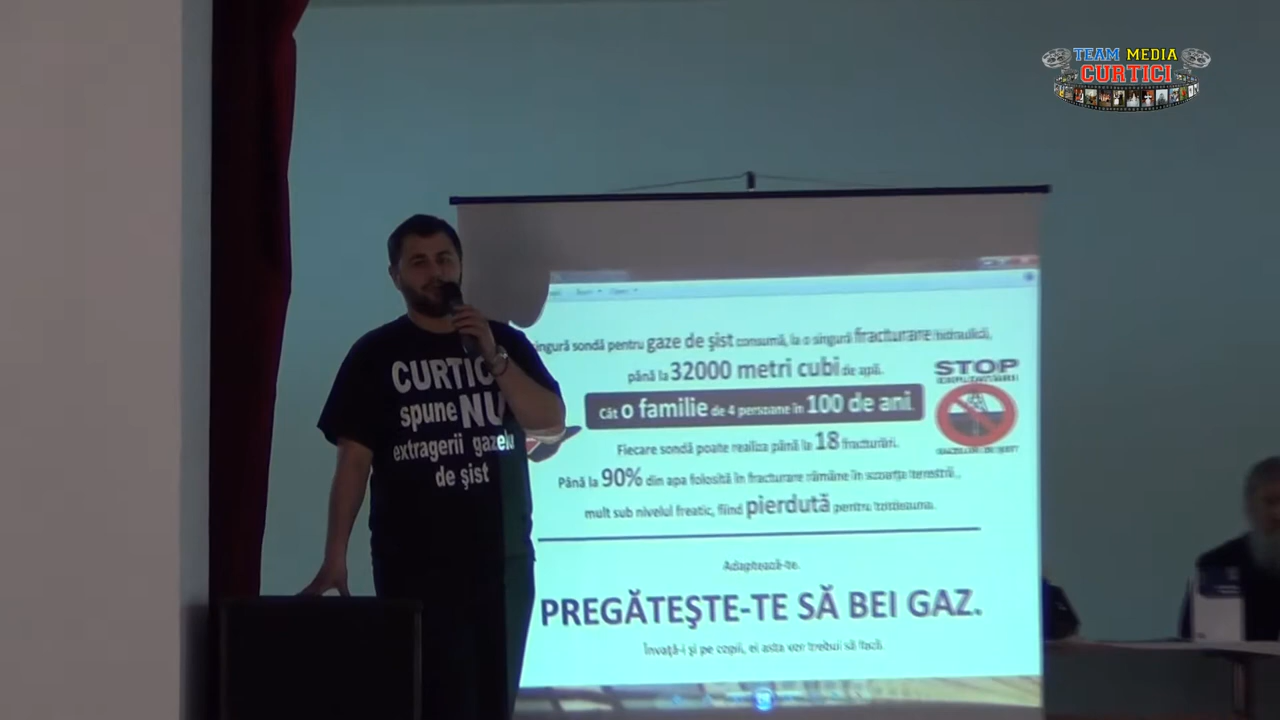 TEAM MEDIA
CURTICI
CURTIC
spune NU
extragerii gazelo
de şist
ingură sondă pentru gaze de şist consumă, la o singură fracturare hidraulică,
până la 32000 metri cubi de apă.
Cât o familie de 4 persoane în 100 de ani.
STOP
Fiecare sondă poate realiza până la 18 fracturări.
Până la 90% din apa folosită în fracturare rămâne în scoarţa terestră,
mult sub nivelul freatic, fiind pierdută pentru totdeauna.
Adaptează-te.
PREGĂTEŞTE-TE SĂ BEI GAZ.
Învaţă-i şi pe copii, ei asta vor trebui să facă